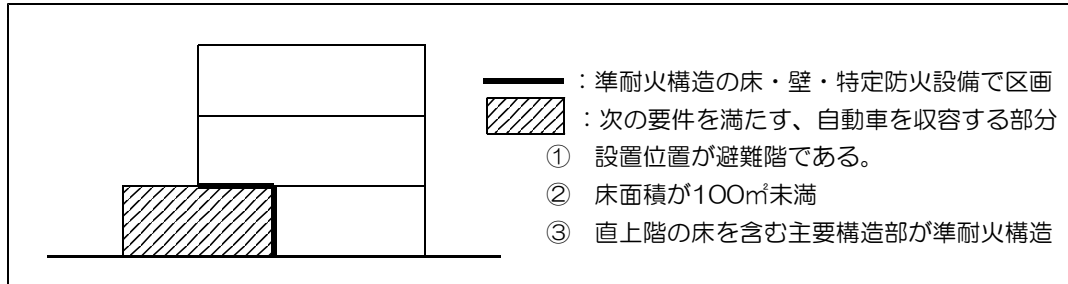 ：準耐火構造の床・壁・特定防火設備で区画
：次の要件を満たす、自動車を収容する部分
① 設置位置が避難階である。
② 床面積が100㎡未満
③ 直上階の床を含む主要構造部が準耐火構造